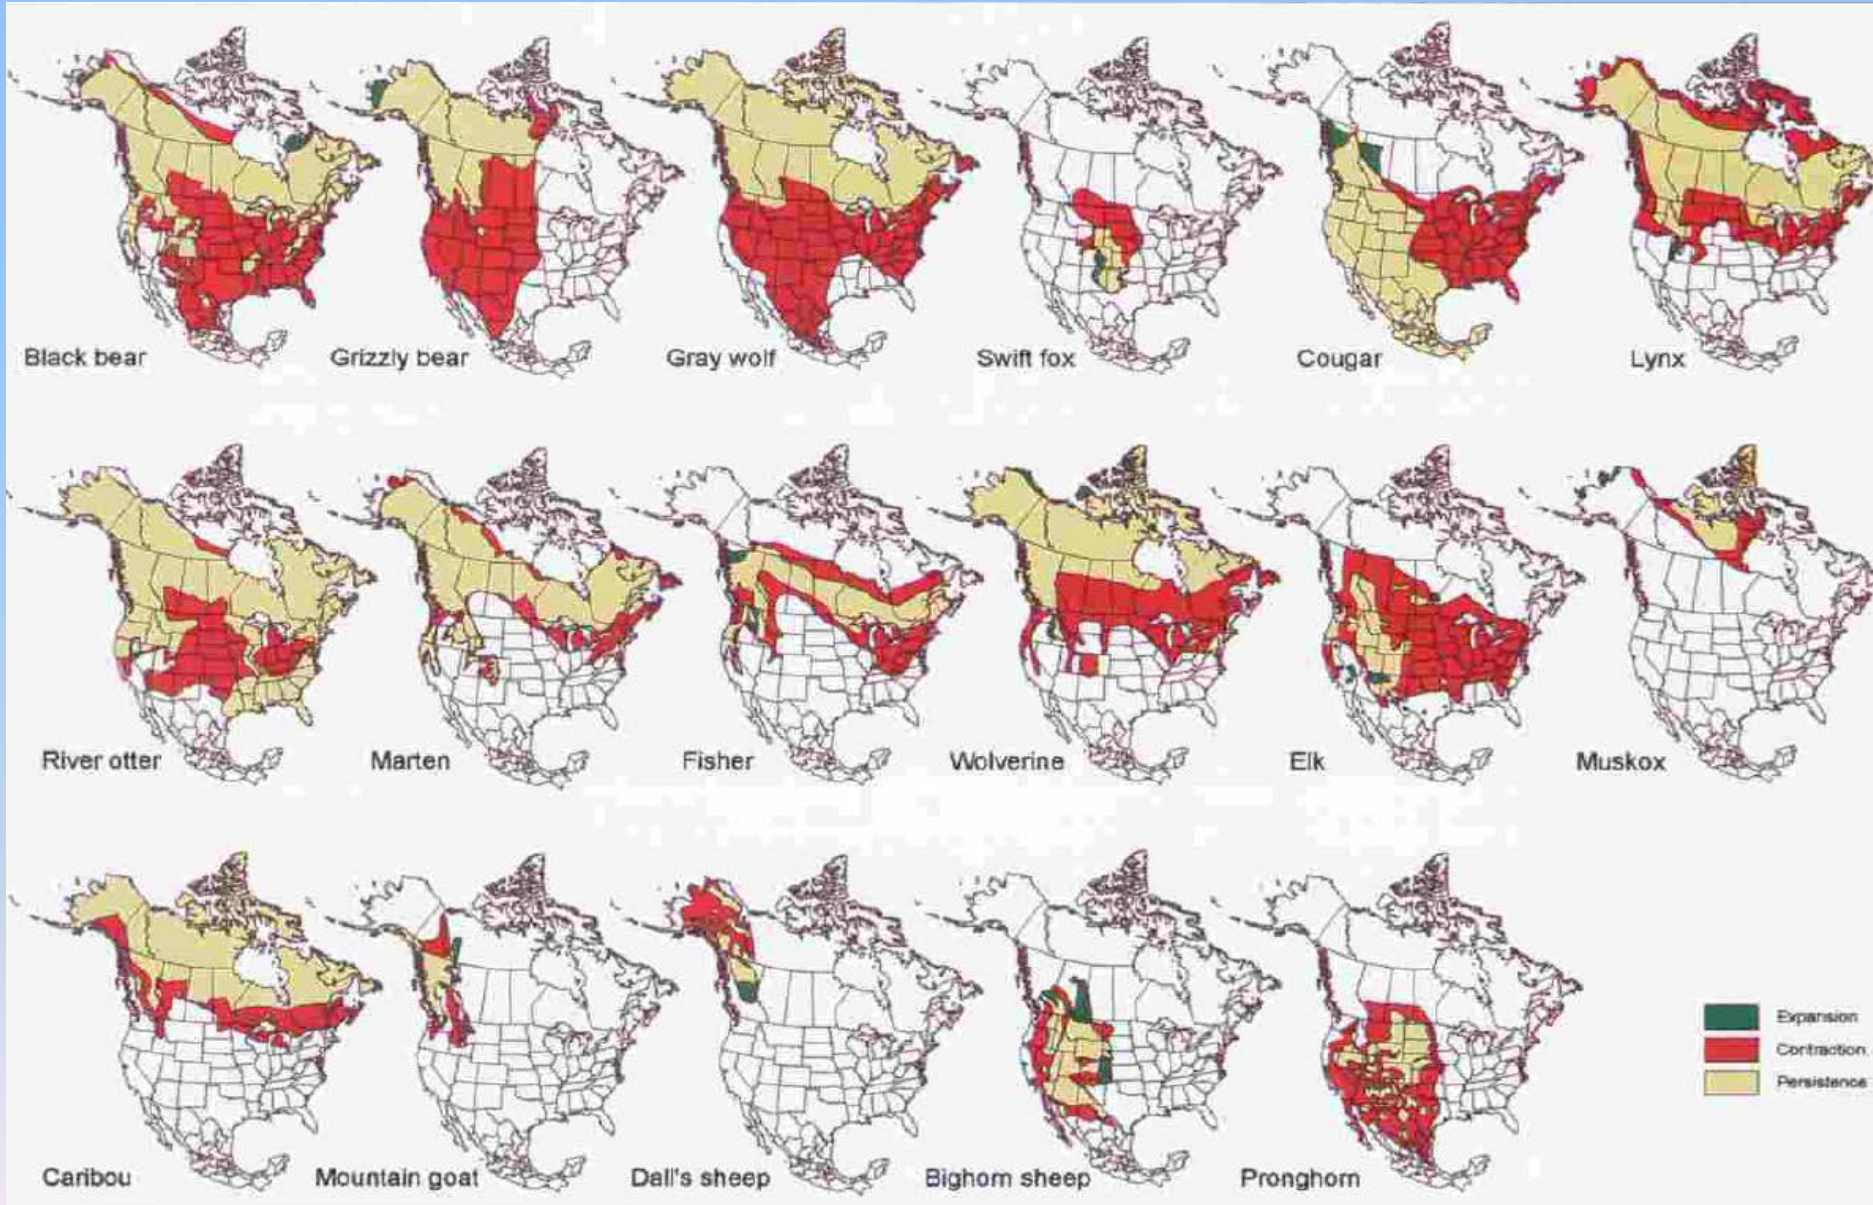 Black bear
Grizzly bear
Gray wolf
Swift fox
Cougar
Lynx
River otter
Marten
Fisher
Wolverine
Elk
Muskox
Expansion
Contraction
Persistence
Caribou
Mountain goat
Dall's sheep
Bighorn sheep
Pronghorn